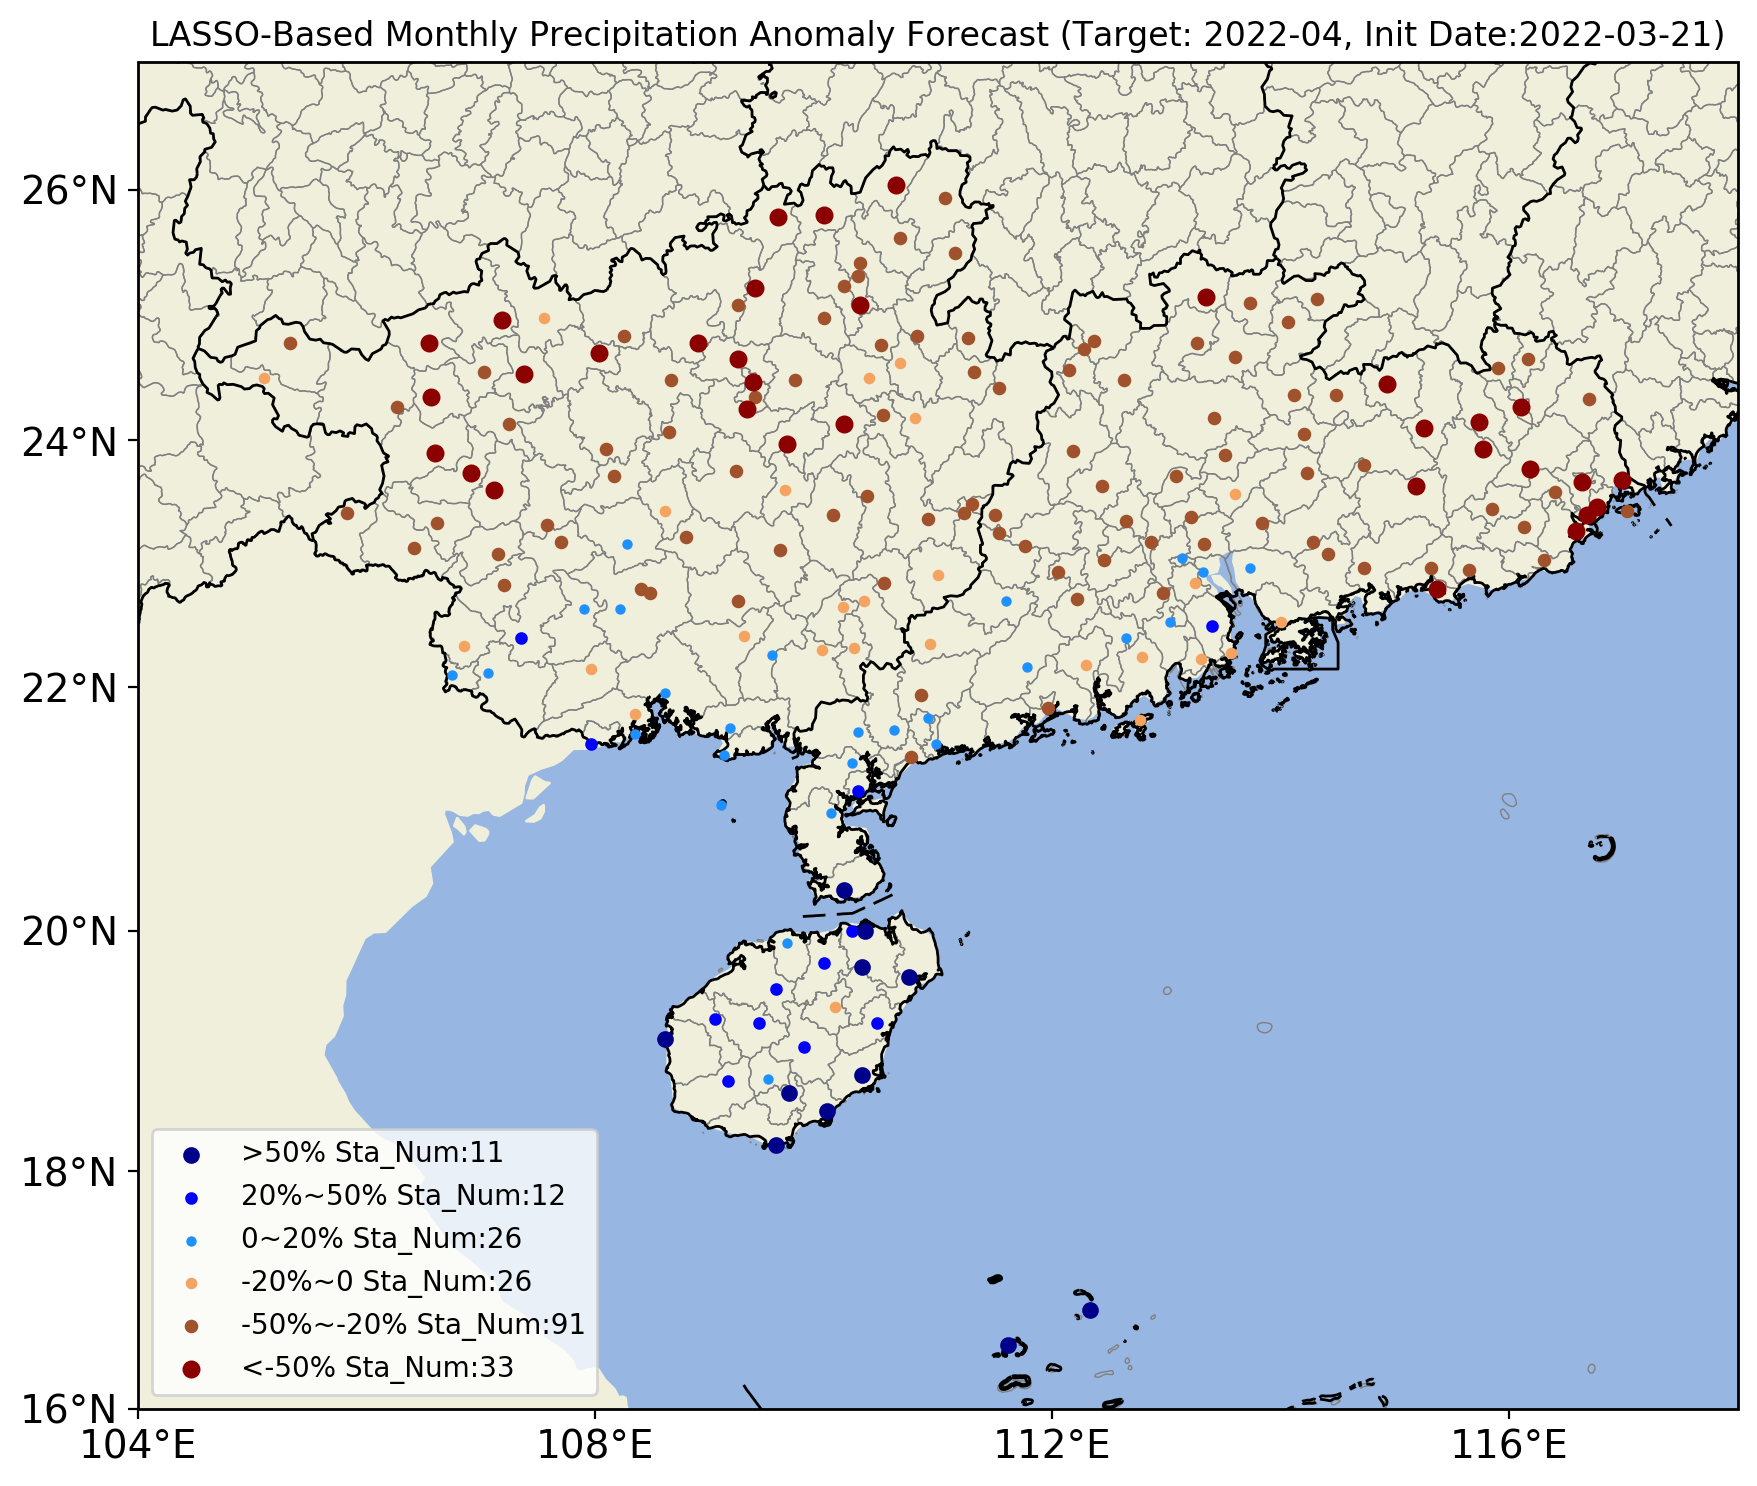 LASSO-Based Monthly Precipitation Anomaly Forecast (Target: 2022-04, Init Date:2022-03-21)
26°N
24°N
22°N
20°N
18°N
16°N
>50% Sta_Num:11
20%~50% Sta_Num:12
0~20% Sta_Num:26
-20%~0 Sta_Num:26
-50%~-20% Sta_Num:91
<-50% Sta_Num:33
104°E
108°E
112°E
116°E